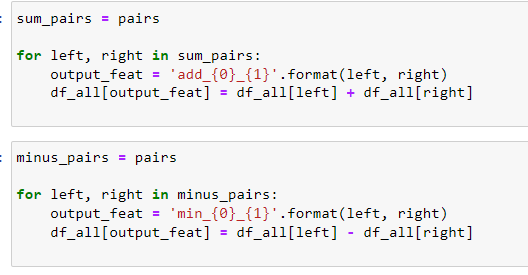 sum_pairs = pairs
for left, right in sum_pairs:
    output_feat = 'add_{0}_{1}'.format(left, right)
    df_all[output_feat] = df_all[left] + df_all[right]
minus_pairs = pairs
for left, right in minus_pairs:
    output_feat = 'min_{0}_{1}'.format(left, right)
    df_all[output_feat] = df_all[left] - df_all[right]